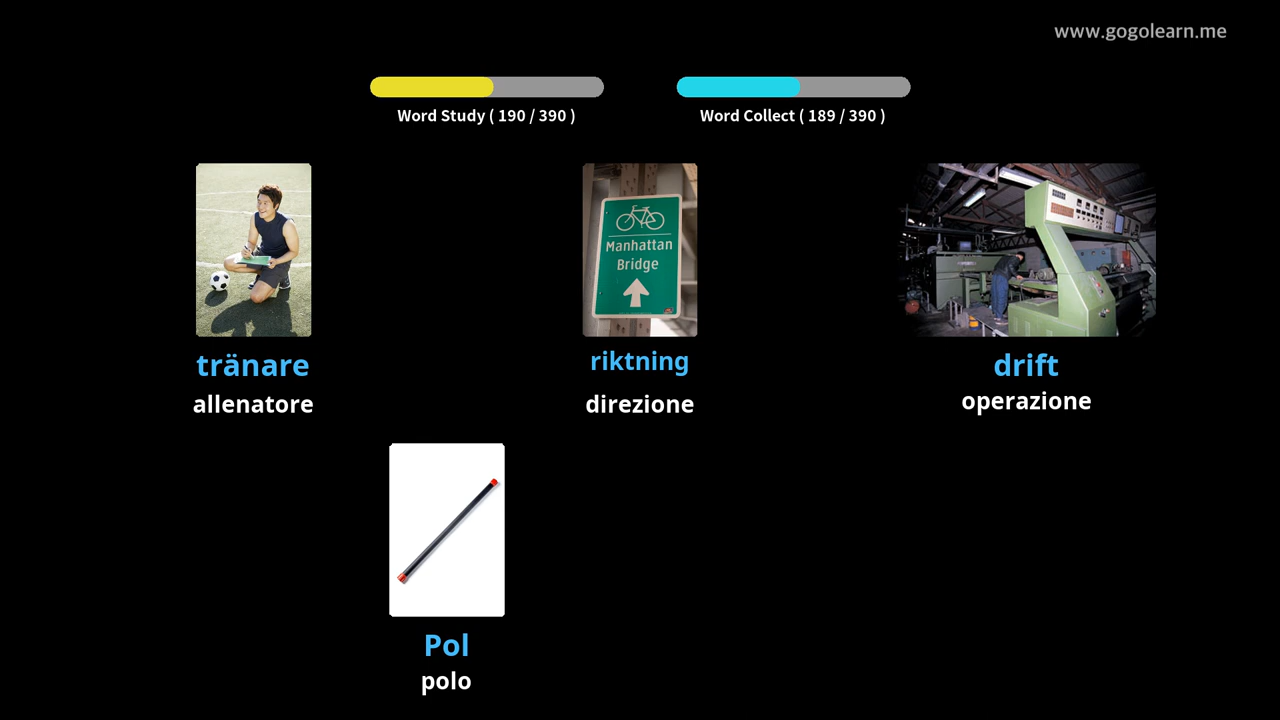 www.gogolearn.me
Word Study ( 190 / 390 )
Word Collect ( 189 / 390 )
Manhattan
Bridge
tränare
riktning
drift
allenatore
direzione
operazione
Pol
polo